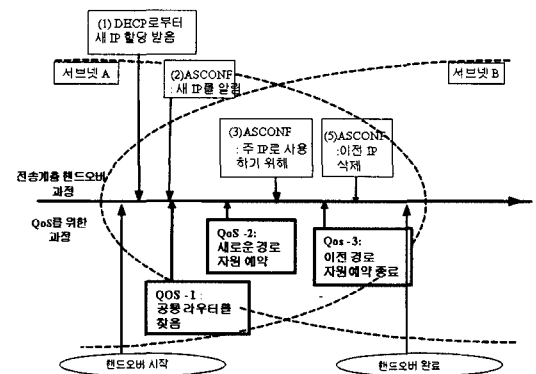 (1) DHCP로부터
새 IP 할당 받음
서브넷 A
서브넷 B
(2)ASCONF
: 새 IP를 알림
(3)ASCONF
: 주 IP로 사용
하기 위해
(5)ASCONF
:이전 IP
삭제
전송계층 핸드오버
과정
QoS를 위한
과정
QoS -2:
새로운 경로
자원 예약
Qos -3:
이전 경로
자원 예약 종료
QOS - 1 :
공통 라우터를
찾음
핸드오버 시작
핸드오버 완료